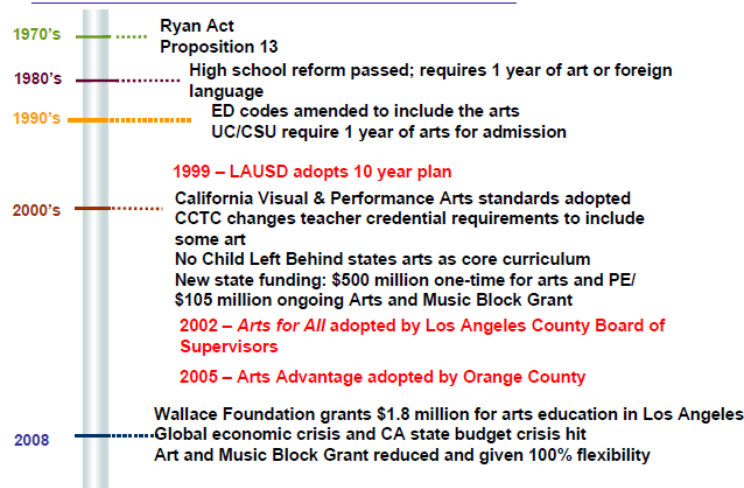 1970's
Ryan Act
Proposition 13
1980's
High school reform passed; requires 1 year of art or foreign
language
1990's
ED codes amended to include the arts
UC/CSU require 1 year of arts for admission
1999 – LAUSD adopts 10 year plan
2000's
California Visual & Performance Arts standards adopted
CCTC changes teacher credential requirements to include
some art
No Child Left Behind states arts as core curriculum
New state funding: $500 million one-time for arts and PE/
$105 million ongoing Arts and Music Block Grant
2002 – Arts for All adopted by Los Angeles County Board of
Supervisors
2005 – Arts Advantage adopted by Orange County
2008
Wallace Foundation grants $1.8 million for arts education in Los Angeles
Global economic crisis and CA state budget crisis hit
Art and Music Block Grant reduced and given 100% flexibility